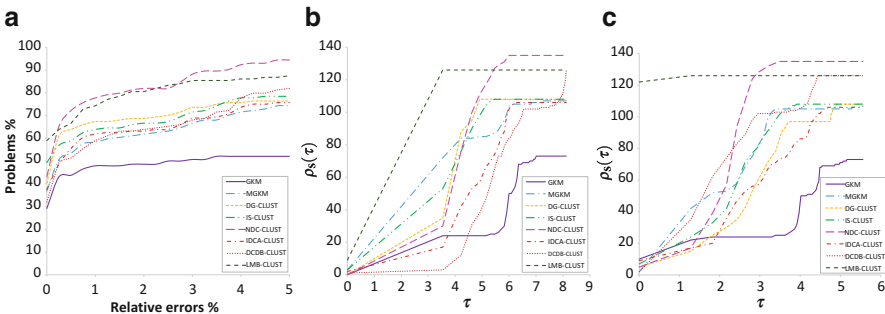 a
b
c
100
90
80
70
60
50
40
30
20
10
0
Problems %
0 1 2 3 4 5
Relative errors %
GKM
MGKM
DG-CLUST
IS-CLUST
NDC-CLUST
IDCA-CLUST
DCDB-CLUST
LMB-CLUST
140
120
100
80
60
40
20
0
ρs(τ)
0 1 2 3 4 5 6 7 8 9
τ
GKM
MGKM
DG-CLUST
IS-CLUST
NDC-CLUST
IDCA-CLUST
DCDB-CLUST
LMB-CLUST
140
120
100
80
60
40
20
0
ρs(τ)
0 1 2 3 4 5 6
τ
GKM
MGKM
DG-CLUST
IS-CLUST
NDC-CLUST
IDCA-CLUST
DCDB-CLUST
LMB-CLUST